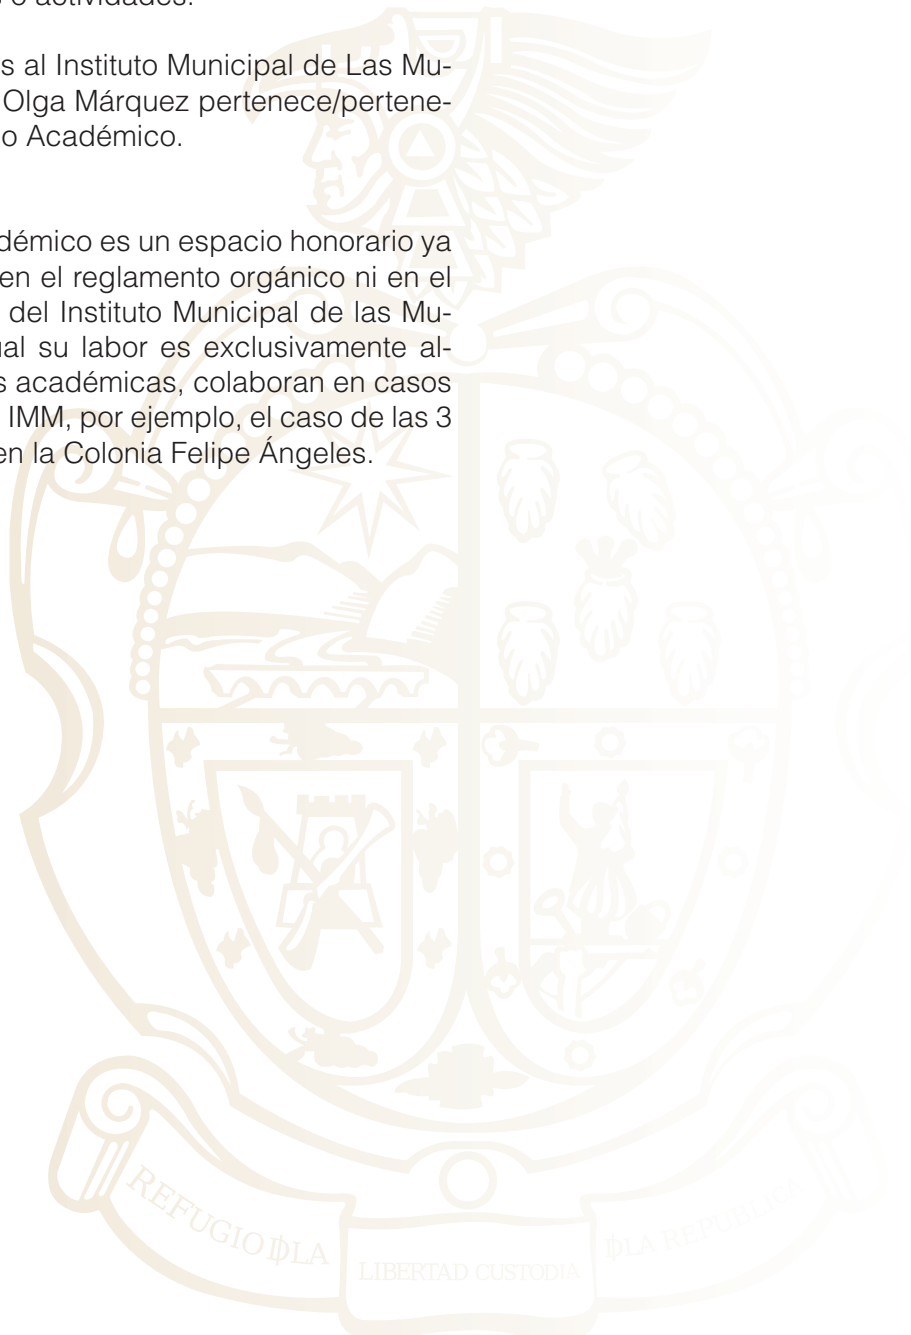 s o actividades.
s al Instituto Municipal de Las Mu-
Olga Márquez pertenece/pertene-
o Académico.
démico es un espacio honorario ya
en el reglamento orgánico ni en el
del Instituto Municipal de las Mu-
ual su labor es exclusivamente al-
s académicas, colaboran en casos
IMM, por ejemplo, el caso de las 3
en la Colonia Felipe Ángeles.
REFUGIO D LA
LIBERTAD CUSTODIA
D LA REPUBLICA